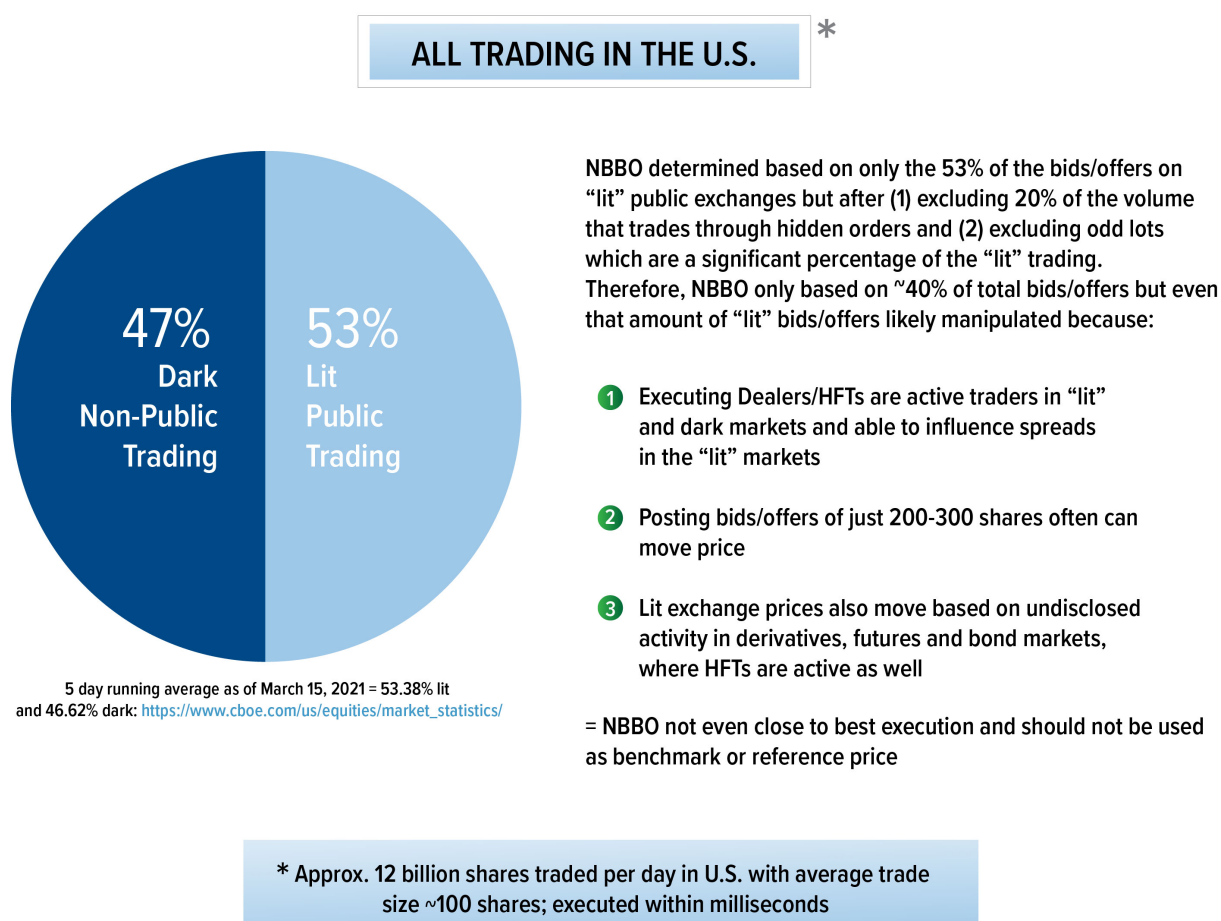 ALL TRADING IN THE U.S.
*
47%
Dark
Non-Public
Trading
53%
Lit
Public
Trading
5 day running average as of March 15, 2021 = 53.38% lit
and 46.62% dark: https://www.cboe.com/us/equities/market_statistics/
NBBO determined based on only the 53% of the bids/offers on
“lit” public exchanges but after (1) excluding 20% of the volume
that trades through hidden orders and (2) excluding odd lots
which are a significant percentage of the “lit” trading.
Therefore, NBBO only based on ~40% of total bids/offers but even
that amount of “lit” bids/offers likely manipulated because:
1 Executing Dealers/HFTs are active traders in “lit”
and dark markets and able to influence spreads
in the “lit” markets
2 Posting bids/offers of just 200-300 shares often can
move price
3 Lit exchange prices also move based on undisclosed
activity in derivatives, futures and bond markets,
where HFTs are active as well
= NBBO not even close to best execution and should not be used
as benchmark or reference price
* Approx. 12 billion shares traded per day in U.S. with average trade
size ~100 shares; executed within milliseconds